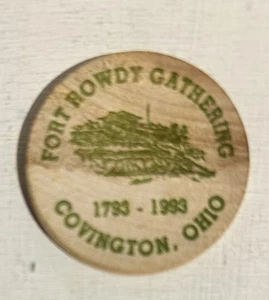 FORT ROWDY GATHERING
1793 - 1993
COVINGTON, OHIO